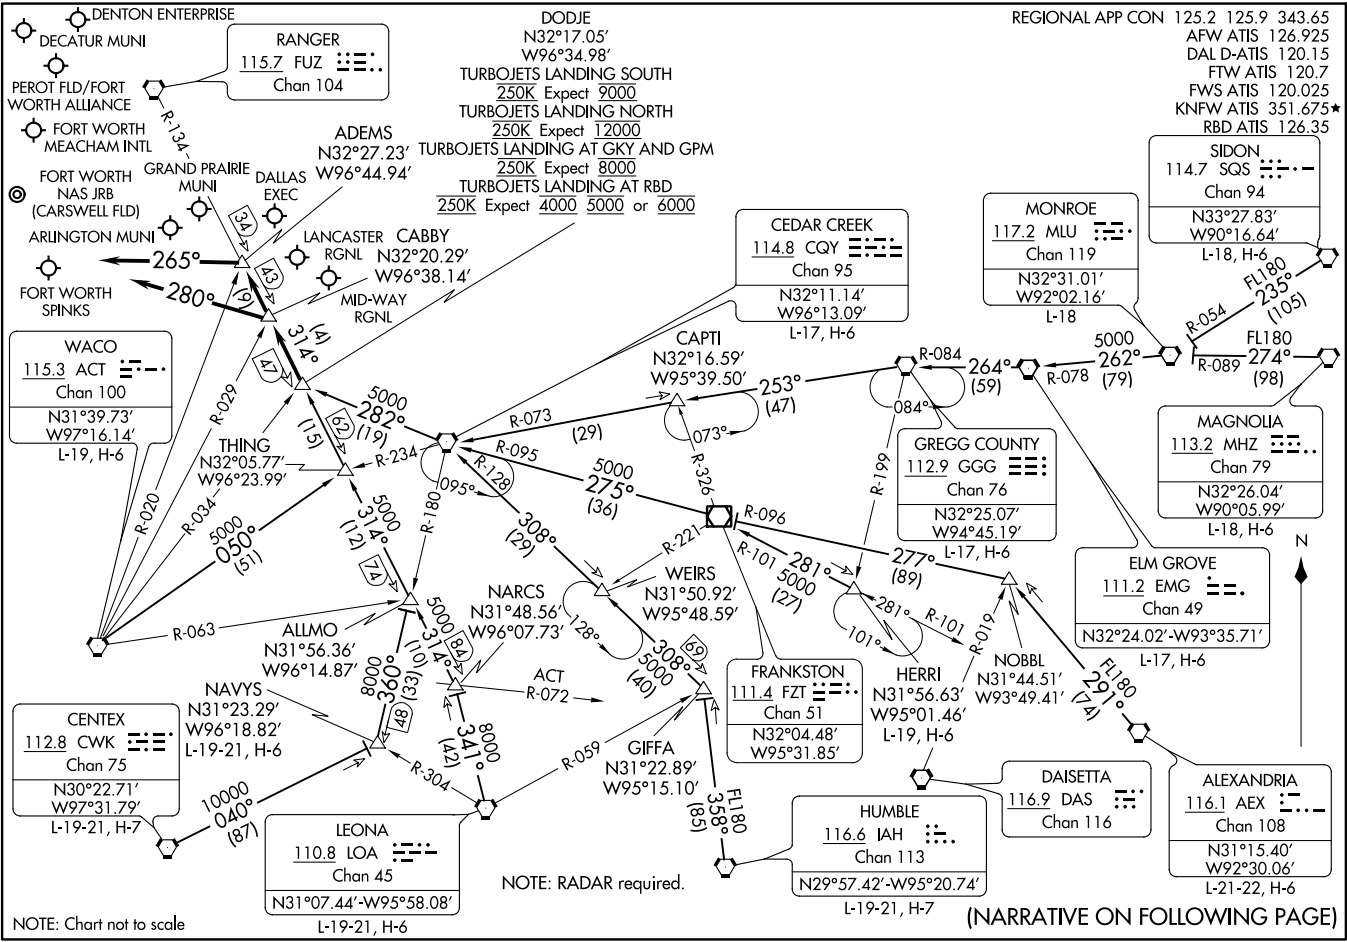 DENTON ENTERPRISE
DECATUR MUNI
PEROT FLD/FORT
WORTH ALLIANCE
FORT WORTH
MEACHAM INTL
FORT WORTH
NAS JRB
(CARSWELL FLD)
GRAND PRAIRIE
MUNI
DALLAS
EXEC
ARLINGTON MUNI
LANCASTER
RGNL
MID-WAY
RGNL
FORT WORTH
SPINKS
RANGER
115.7 FUZ
Chan 104
R-134
ADEMS
N32°27.23′
W96°44.94′
CABBY
N32°20.29′
W96°38.14′
DODJE
N32°17.05′
W96°34.98′
TURBOJETS LANDING SOUTH
250K Expect 9000
TURBOJETS LANDING NORTH
250K Expect 12000
TURBOJETS LANDING AT GKY AND GPM
250K Expect 8000
TURBOJETS LANDING AT RBD
250K Expect 4000 5000 or 6000
REGIONAL APP CON 125.2 125.9 343.65
AFW ATIS 126.925
DAL D-ATIS 120.15
FTW ATIS 120.7
FWS ATIS 120.025
KNFW ATIS 351.675★
RBD ATIS 126.35
SIDON
114.7 SQS
Chan 94
N33°27.83′
W90°16.64′
L-18, H-6
MONROE
117.2 MLU
Chan 119
N32°31.01′
W92°02.16′
L-18
CEDAR CREEK
114.8 CQY
Chan 95
N32°11.14′
W96°13.09′
L-17, H-6
CAPTI
N32°16.59′
W95°39.50′
WACO
115.3 ACT
Chan 100
N31°39.73′
W97°16.14′
L-19, H-6
265°
280°
34
43
(9)
(4)
314°
47
62
(15)
5000
282°
(19)
R-073
(29)
253°
(47)
073°
R-084
264°
(59)
084°
R-078
5000
262°
(79)
R-054
FL180
235°
(105)
R-089
FL180
274°
(98)
MAGNOLIA
113.2 MHZ
Chan 79
N32°26.04′
W90°05.99′
L-18, H-6
GREGG COUNTY
112.9 GGG
Chan 76
N32°25.07′
W94°45.19′
L-17, H-6
ELM GROVE
111.2 EMG
Chan 49
N32°24.02′-W93°35.71′
L-17, H-6
N
THING
N32°05.77′
W96°23.99′
R-020
R-029
R-034
5000
050°
(51)
R-063
R-234
R-180
095°
R-128
R-095
5000
275°
(36)
308°
(29)
R-326
R-199
R-221
R-096
R-101
281°
5000
(27)
277°
(89)
281°
R-101
101°
R-019
5000
314°
(12)
74
ALLMO
N31°56.36′
W96°14.87′
NARCS
N31°48.56′
W96°07.73′
5000
314°
(10)
84
8000
360°
(33)
48
ACT
R-072
WEIRS
N31°50.92′
W95°48.59′
128°
308°
5000
(40)
69
FRANKSTON
111.4 FZT
Chan 51
N32°04.48′
W95°31.85′
HERRI
N31°56.63′
W95°01.46′
L-19, H-6
NOBBL
N31°44.51′
W93°49.41′
FL180
291°
(74)
NAVYS
N31°23.29′
W96°18.82′
L-19-21, H-6
CENTEX
112.8 CWK
Chan 75
N30°22.71′
W97°31.79′
L-19-21, H-7
10000
040°
(87)
8000
341°
(42)
R-304
R-059
GIFFA
N31°22.89′
W95°15.10′
FL180
358°
(85)
LEONA
110.8 LOA
Chan 45
N31°07.44′-W95°58.08′
L-19-21, H-6
HUMBLE
116.6 IAH
Chan 113
N29°57.42′-W95°20.74′
L-19-21, H-7
DAISETTA
116.9 DAS
Chan 116
ALEXANDRIA
116.1 AEX
Chan 108
N31°15.40′
W92°30.06′
L-21-22, H-6
NOTE: RADAR required.
NOTE: Chart not to scale
(NARRATIVE ON FOLLOWING PAGE)